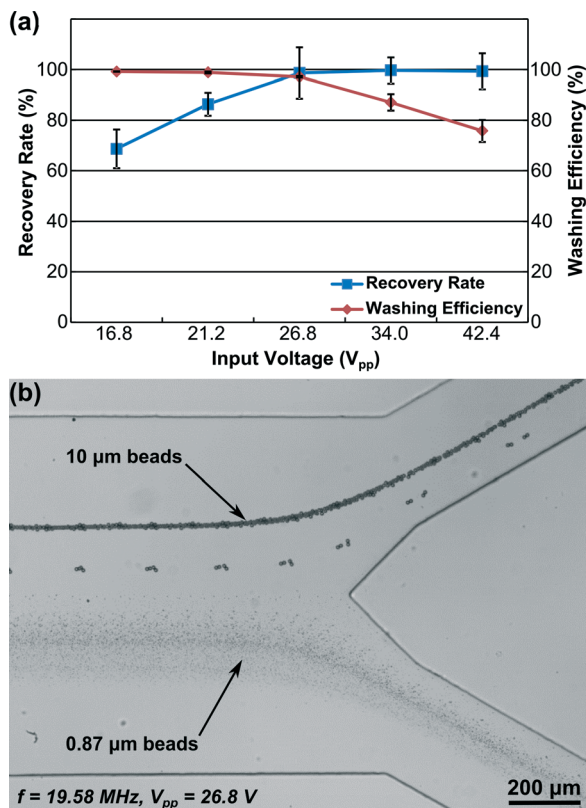 (a)
100
80
60
40
20
0
Recovery Rate (%)
100
80
60
40
20
0
Washing Efficiency (%)
Recovery Rate
Washing Efficiency
16.8 21.2 26.8 34.0 42.4
Input Voltage (Vpp)
(b)
10 µm beads
0.87 µm beads
f = 19.58 MHz, Vpp = 26.8 V
200 µm